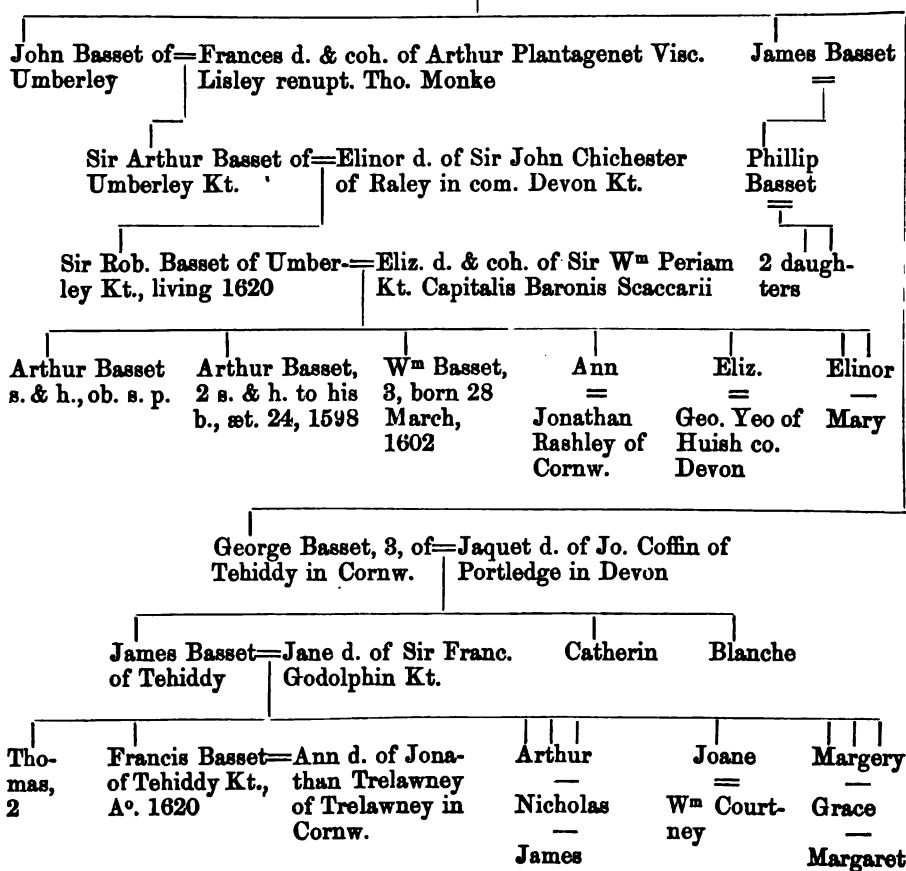 John Basset of=Frances d. & coh. of Arthur Plantagenet Visc.
Umberley
Lisley renupt. Tho. Monke
James Basset
=
Sir Arthur Basset of=Elinor d. of Sir John Chichester
Umberley Kt.
of Raley in com. Devon Kt.
Phillip
Basset
=
Sir Rob. Basset of Umber-=Eliz. d. & coh. of Sir Wm Periam
ley Kt., living 1620
Kt. Capitalis Baronis Scaccarii
2 daugh-
ters
Arthur Basset
s. & h., ob. s. p.
Arthur Basset,
2 s. & h. to his
b., æt. 24, 1598
Wm Basset,
3, born 28
March,
1602
Ann
=
Jonathan
Rashley of
Cornw.
Eliz.
=
Geo. Yeo of
Huish co.
Devon
Elinor
—
Mary
George Basset, 3, of=Jaquet d. of Jo. Coffin of
Tehiddy in Cornw.
Portledge in Devon
James Basset=Jane d. of Sir Franc.
of Tehiddy
Godolphin Kt.
Catherin
Blanche
Tho-
mas,
2
Francis Basset=Ann d. of Jona-
of Tehiddy Kt.,
Ao. 1620
than Trelawney
of Trelawney in
Cornw.
Arthur
—
Nicholas
—
James
Joane
=
Wm Court-
ney
Margery
—
Grace
—
Margaret